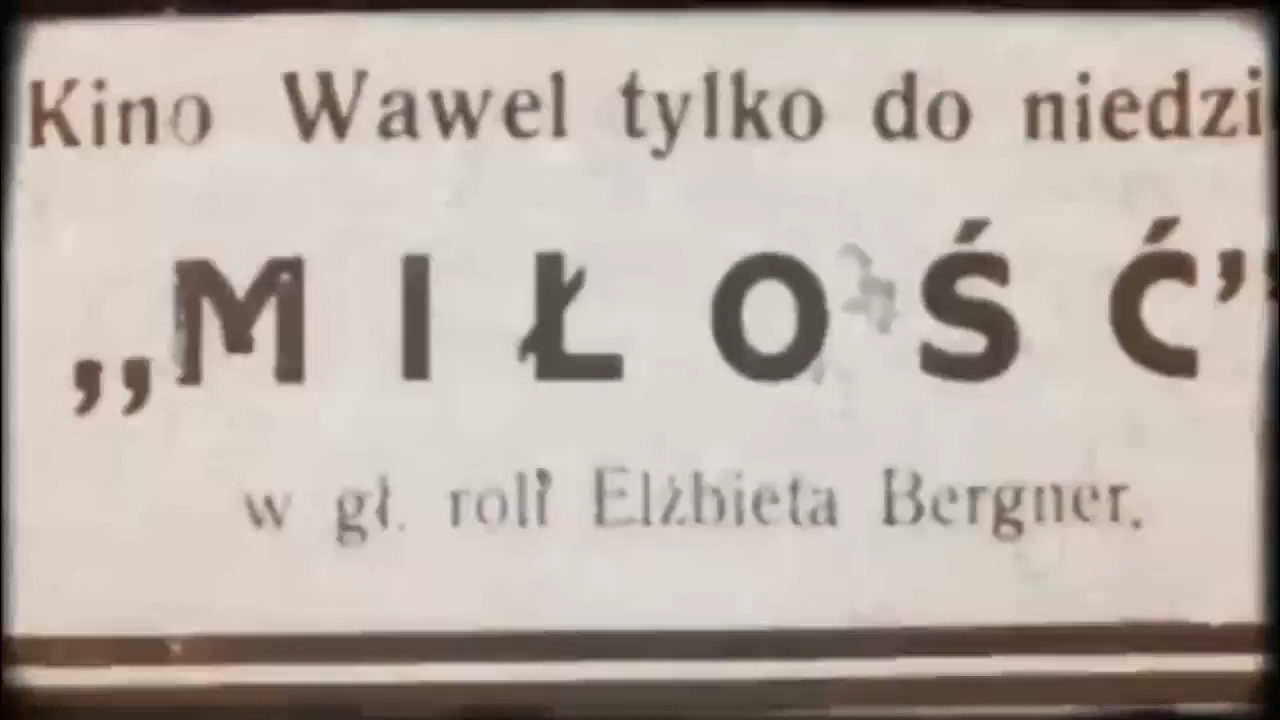 Kino Wawel tylko do niedzi
„MIŁOŚĆ”
w gł. roli Elżbieta Bergner.